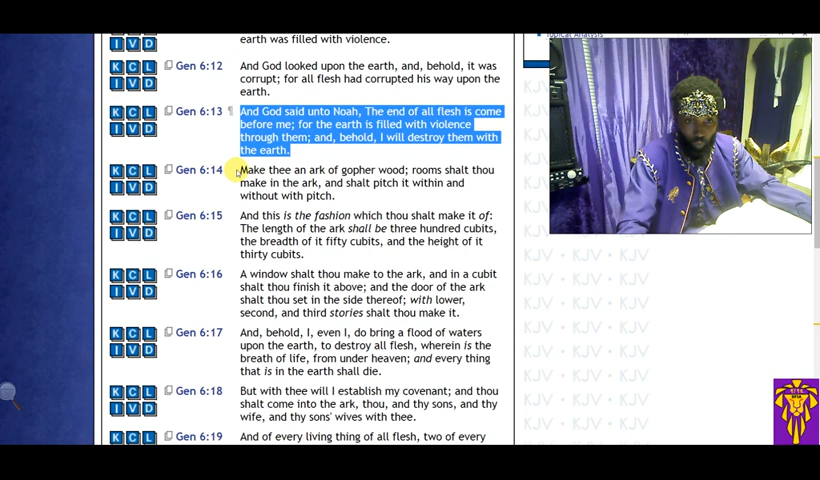 earth was filled with violence.
I V D
Topical Analysis
K C L Gen 6:12 And God looked upon the earth, and, behold, it was
I V D corrupt; for all flesh had corrupted his way upon the
earth.
K C L Gen 6:13 ¶ And God said unto Noah, The end of all flesh is come
I V D before me; for the earth is filled with violence
through them; and, behold, I will destroy them with
the earth.
K C L Gen 6:14 Make thee an ark of gopher wood; rooms shalt thou
I V D make in the ark, and shalt pitch it within and
without with pitch.
K C L Gen 6:15 And this is the fashion which thou shalt make it of:
I V D The length of the ark shall be three hundred cubits,
the breadth of it fifty cubits, and the height of it
thirty cubits.
K C L Gen 6:16 A window shalt thou make to the ark, and in a cubit
I V D shalt thou finish it above; and the door of the ark
shalt thou set in the side thereof; with lower,
second, and third stories shalt thou make it.
K C L Gen 6:17 And, behold, I, even I, do bring a flood of waters
I V D upon the earth, to destroy all flesh, wherein is the
breath of life, from under heaven; and every thing
that is in the earth shall die.
K C L Gen 6:18 But with thee will I establish my covenant; and thou
I V D shalt come into the ark, thou, and thy sons, and thy
wife, and thy sons' wives with thee.
K C L Gen 6:19 And of every living thing of all flesh, two of every
KJV • KJV • KJV • KJV
KJV • KJV • KJV • KJV
KJV • KJV • KJV • KJV
KJV • KJV • KJV • KJV
KJV • KJV • KJV • KJV
KJV • KJV • KJV • KJV
KJV • KJV • KJV • KJV